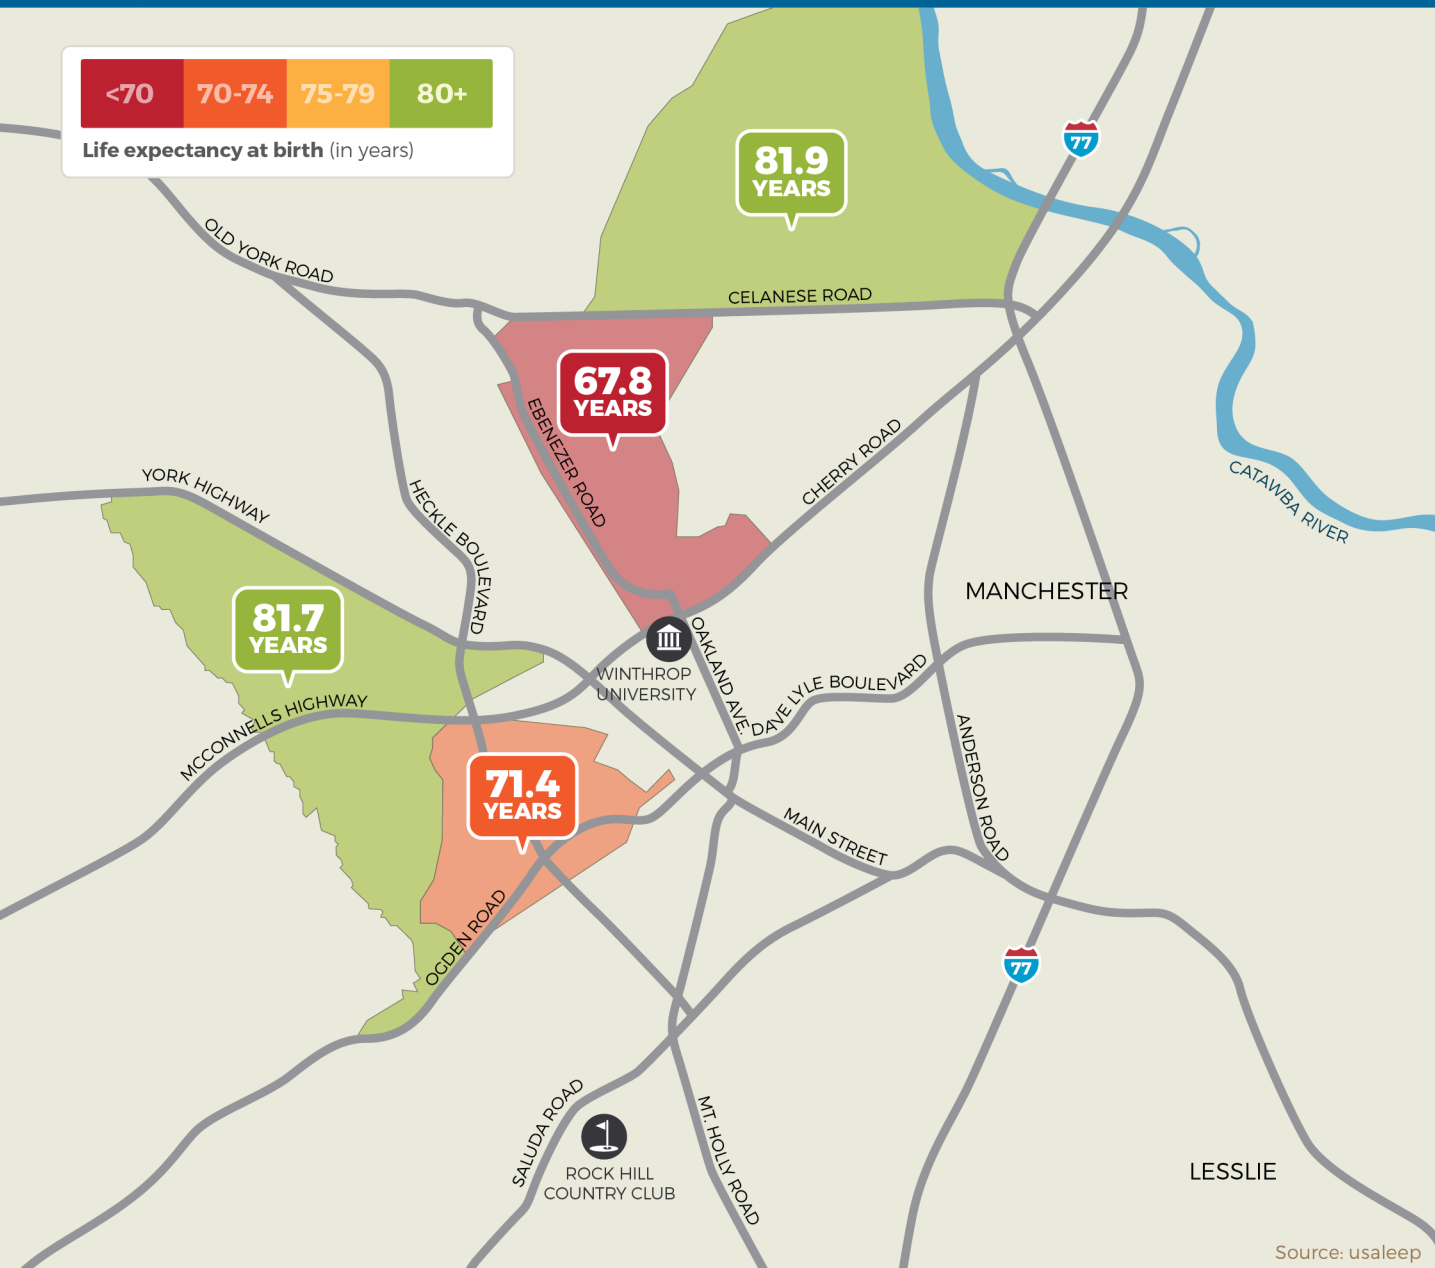 <70 70-74 75-79 80+
Life expectancy at birth (in years)
77
81.9
YEARS
OLD YORK ROAD
CELANESE ROAD
67.8
YEARS
EBENEZER ROAD
CHERRY ROAD
CATAWBA RIVER
YORK HIGHWAY
HECKLE BOULEVARD
MANCHESTER
81.7
YEARS
WINTHROP
UNIVERSITY
OAKLAND AVE.
DAVE LYLE BOULEVARD
MCCONNELLS HIGHWAY
ANDERSON ROAD
71.4
YEARS
MAIN STREET
OGDEN ROAD
77
SALUDA ROAD
MT. HOLLY ROAD
ROCK HILL
COUNTRY CLUB
LESSLIE
Source: usaleep